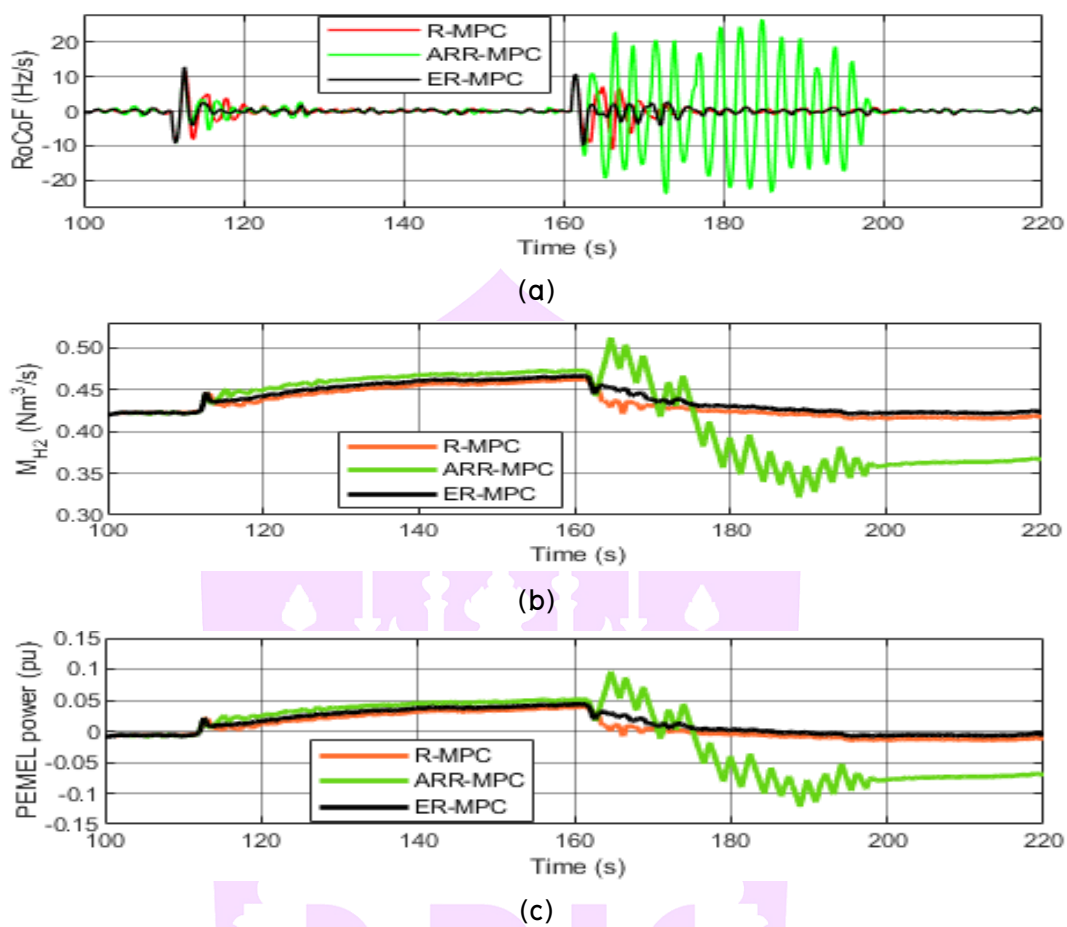 RoCoF (Hz/s)
20
10
0
-10
-20
R-MPC
ARR-MPC
ER-MPC
100 120 140 160 180 200 220
Time (s)
(a)
M_H2 (Nm³/s)
0.50
0.45
0.40
0.35
0.30
R-MPC
ARR-MPC
ER-MPC
100 120 140 160 180 200 220
Time (s)
(b)
PEMEL power (pu)
0.15
0.1
0.05
0
-0.05
-0.1
-0.15
R-MPC
ARR-MPC
ER-MPC
100 120 140 160 180 200 220
Time (s)
(c)